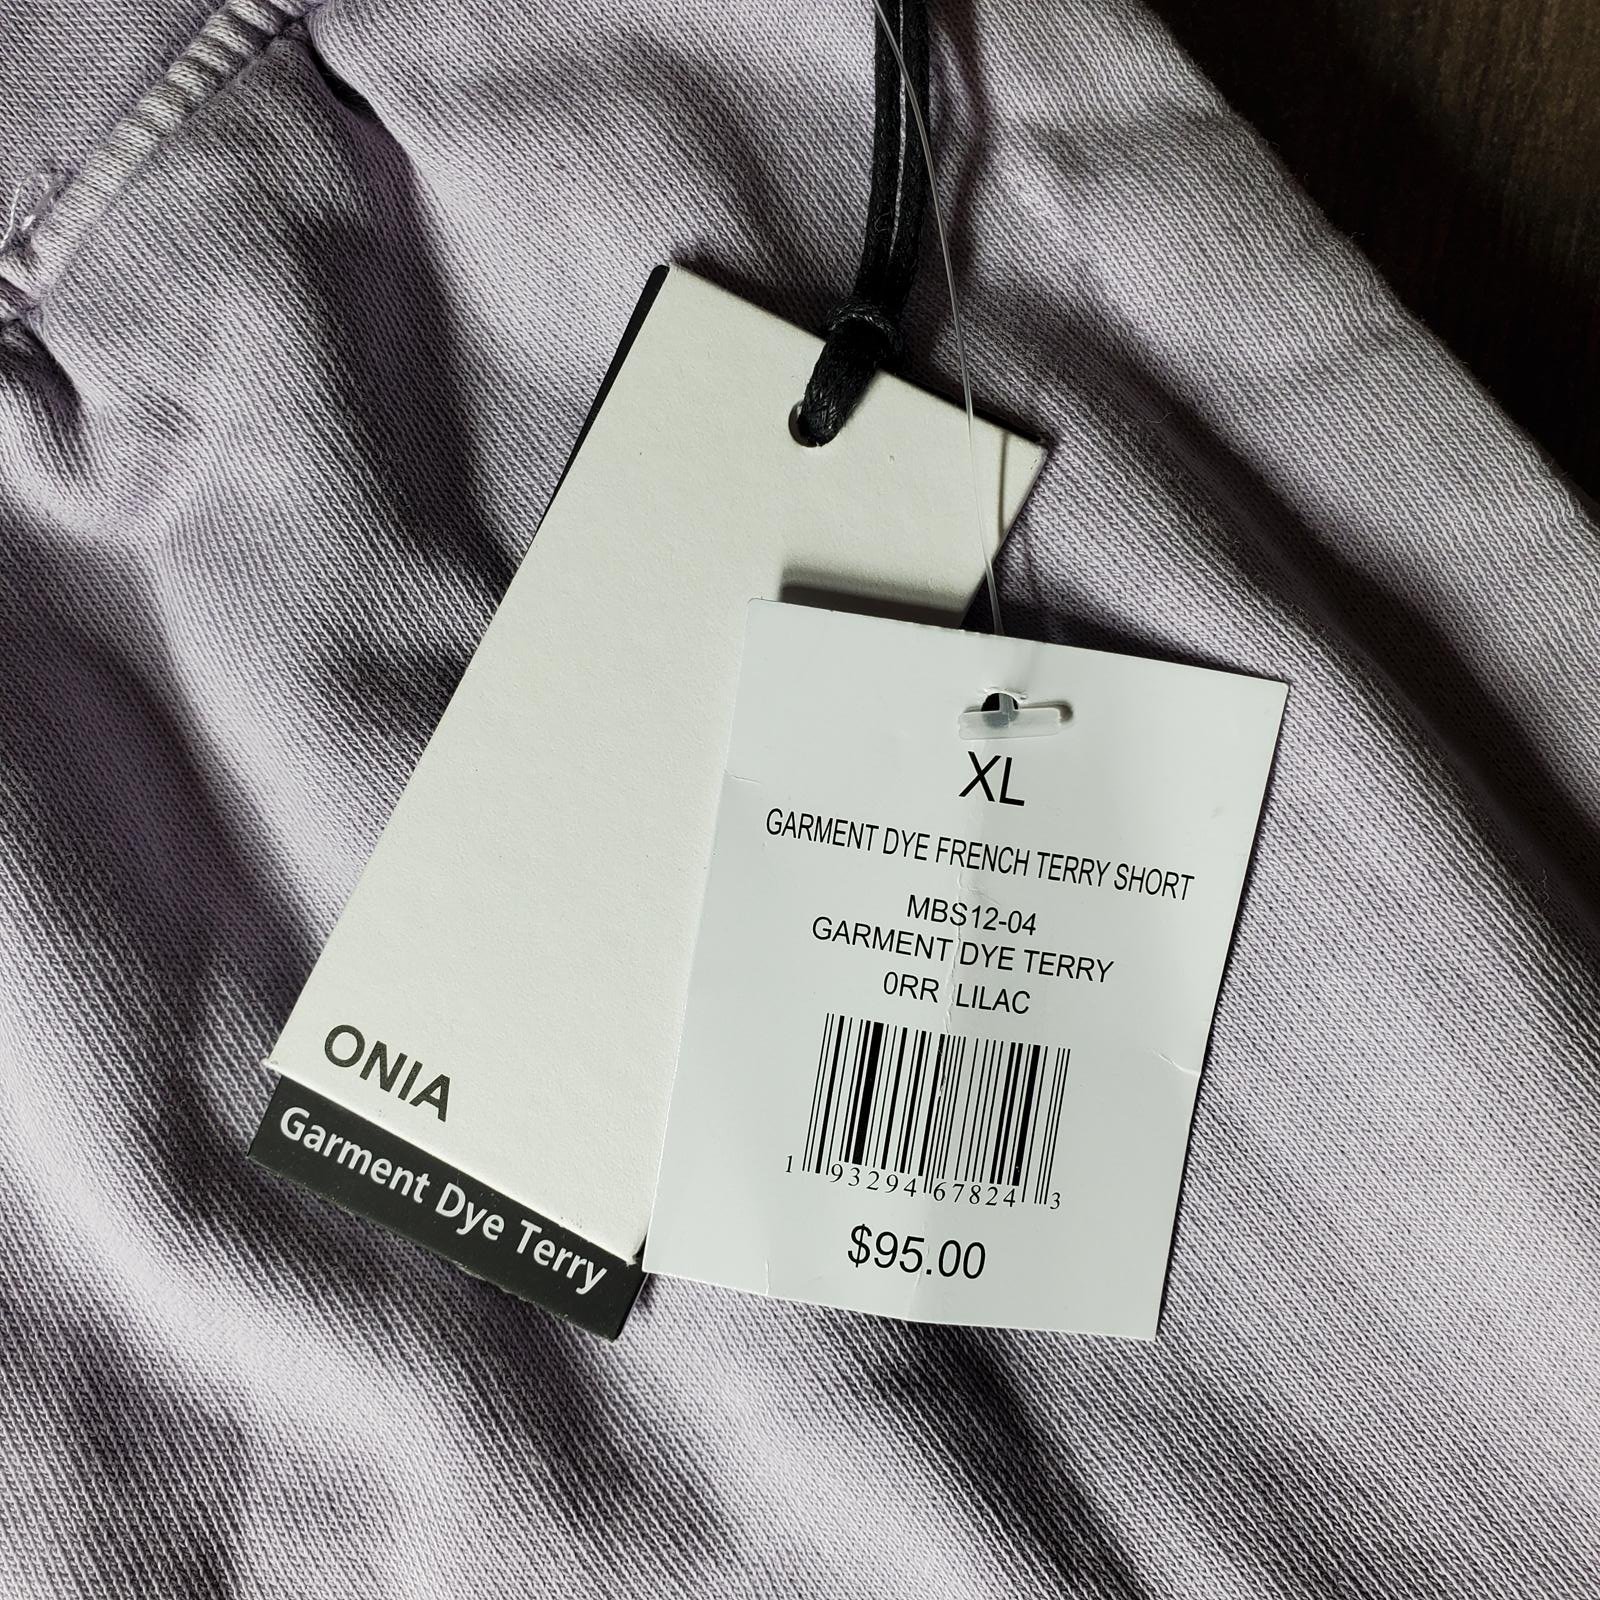 ONIA
Garment Dye Terry
XL
GARMENT DYE FRENCH TERRY SHORT
MBS12-04
GARMENT DYE TERRY
0RR LILAC
1 93294 67824 3
$95.00